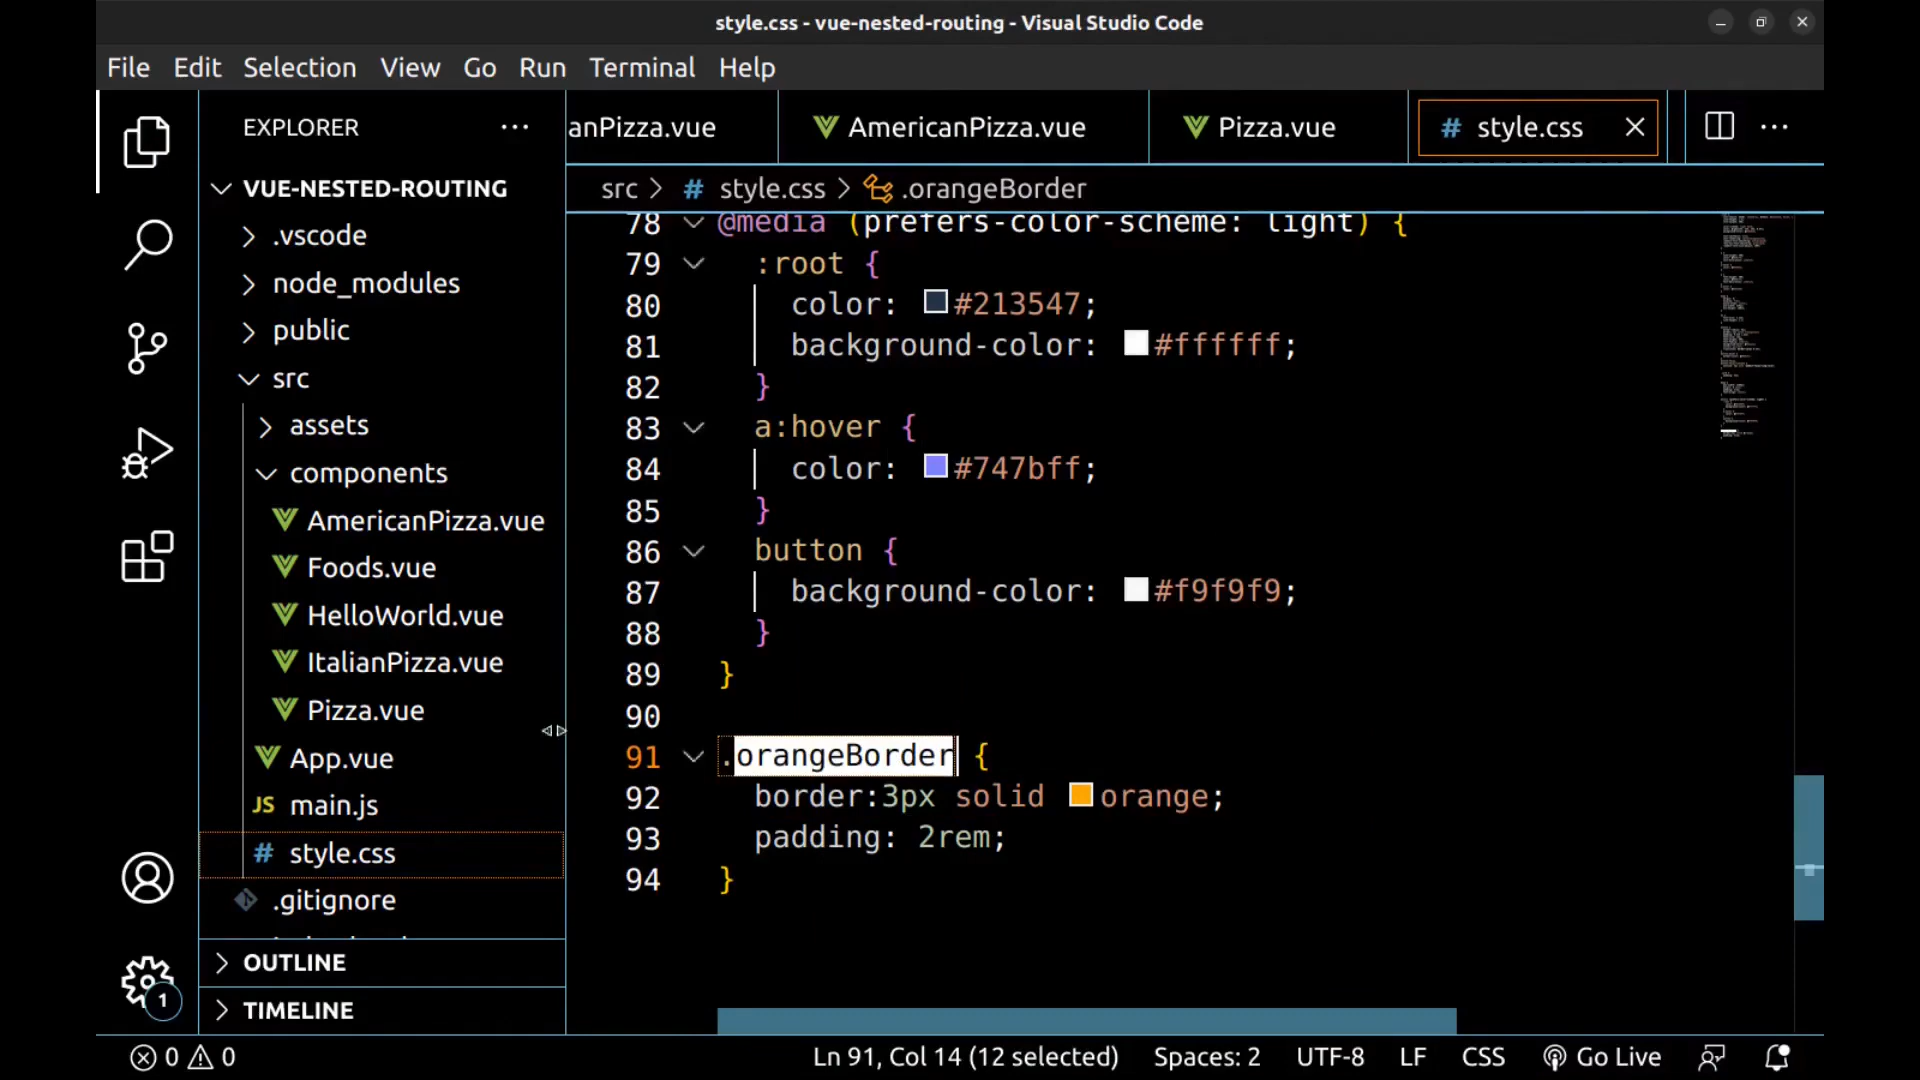 style.css - vue-nested-routing - Visual Studio Code
File Edit Selection View Go Run Terminal Help
EXPLORER
anPizza.vue
AmericanPizza.vue
Pizza.vue
# style.css
VUE-NESTED-ROUTING
.vscode
node_modules
public
src
assets
components
AmericanPizza.vue
Foods.vue
HelloWorld.vue
ItalianPizza.vue
Pizza.vue
App.vue
JS main.js
# style.css
.gitignore
OUTLINE
TIMELINE
1
src > # style.css > .orangeBorder
78 @media (prefers-color-scheme: light) {
79 :root {
80 color: #213547;
81 background-color: #ffffff;
82 }
83 a:hover {
84 color: #747bff;
85 }
86 button {
87 background-color: #f9f9f9;
88 }
89 }
90
91 .orangeBorder {
92 border:3px solid orange;
93 padding: 2rem;
94 }
0 0
Ln 91, Col 14 (12 selected) Spaces: 2 UTF-8 LF CSS Go Live